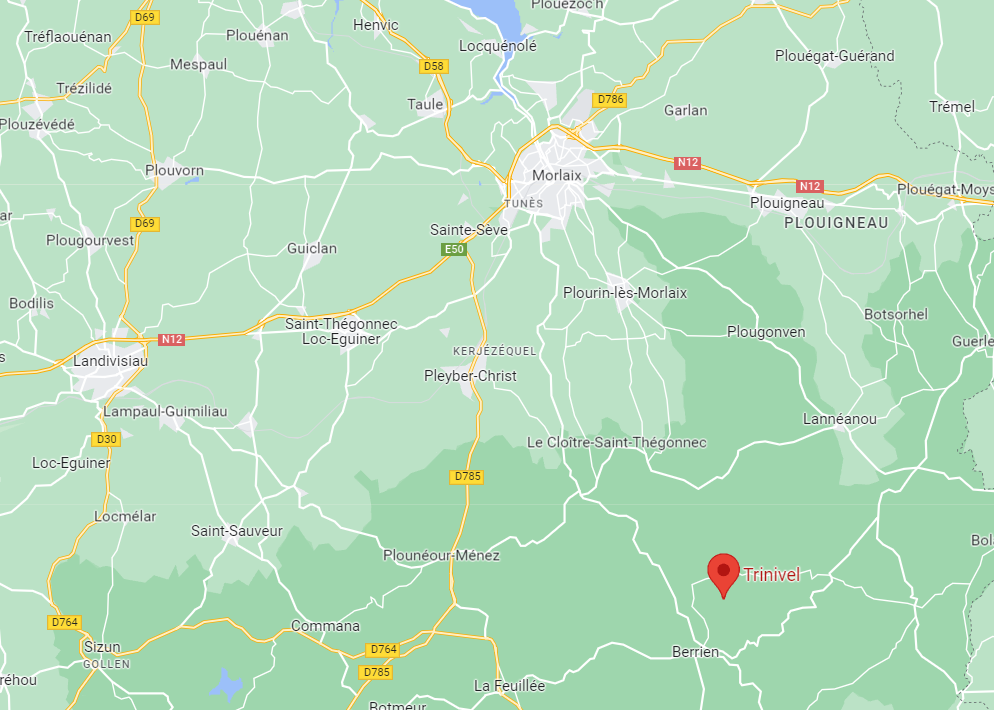 Plouezoc'h
D69
Henvic
Tréflaouénan
Plouénan
Locquénolé
Mespaul
D58
Plouégat-Guérand
Trézilidé
Taule
D786
Garlan
Trémel
Plouzévédé
N12
Plouvorn
Morlaix
N12
Plouégat-Moys
TUNÈS
Plouigneau
PLOUIGNEAU
ar
D69
Sainte-Sève
Plougourvest
Guiclan
E50
Plourin-lès-Morlaix
Bodilis
Botsorhel
Saint-Thégonnec
Loc-Eguiner
Plougonven
N12
Guerle
KERJÉZÉQUEL
s
Landivisiau
Pleyber-Christ
Lampaul-Guimiliau
Lannéanou
D30
Le Cloître-Saint-Thégonnec
Loc-Eguiner
D785
Locmélar
Saint-Sauveur
Bola
Plounéour-Ménez
Trinivel
D764
Commana
Sizun
D764
Berrien
GOLLEN
D785
réhou
La Feuillée
Botmeur